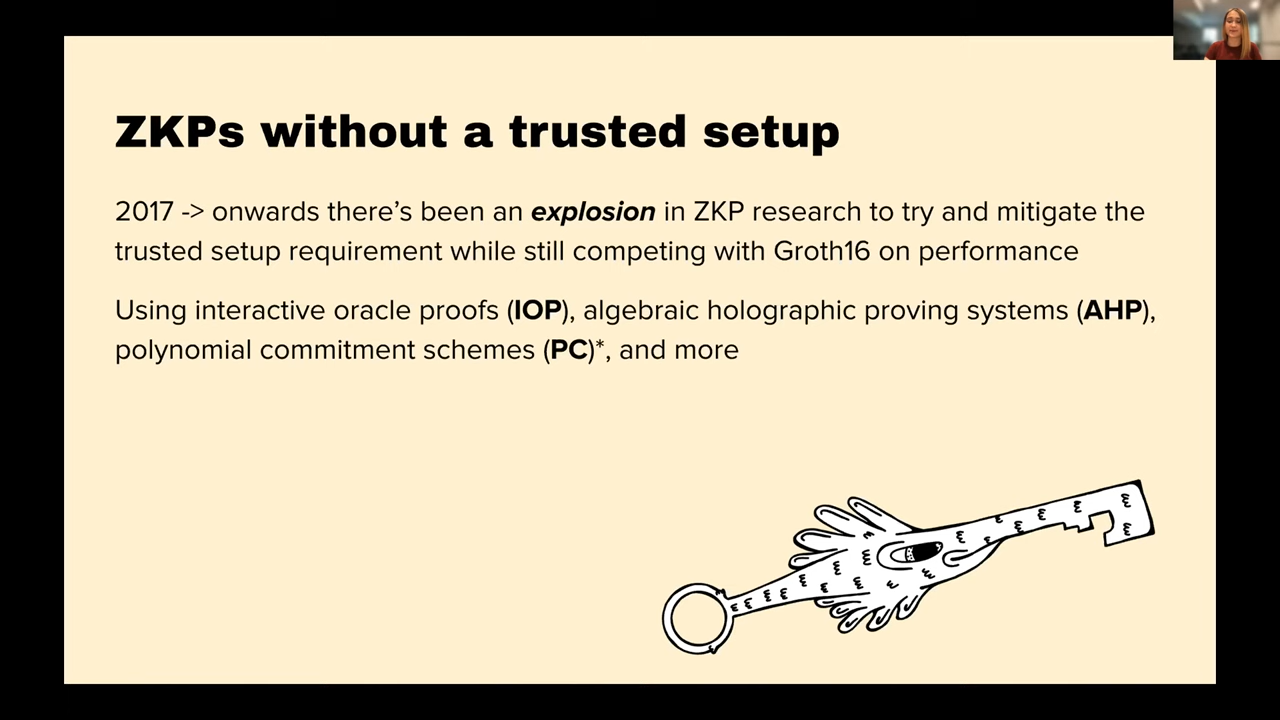 ZKPs without a trusted setup
2017 -> onwards there's been an explosion in ZKP research to try and mitigate the
trusted setup requirement while still competing with Groth16 on performance
Using interactive oracle proofs (IOP), algebraic holographic proving systems (AHP),
polynomial commitment schemes (PC)*, and more